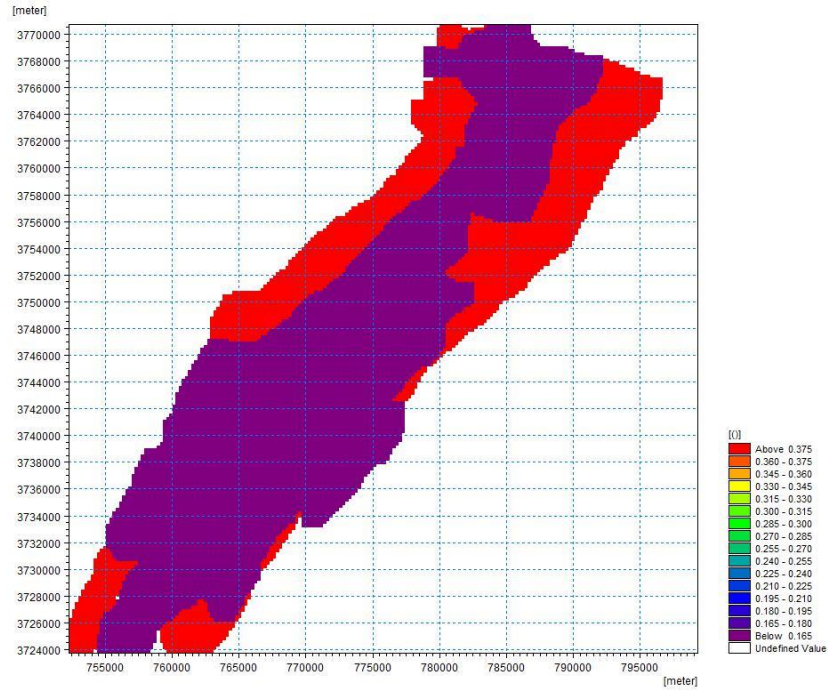 [meter]
3770000
3768000
3766000
3764000
3762000
3760000
3758000
3756000
3754000
3752000
3750000
3748000
3746000
3744000
3742000
3740000
3738000
3736000
3734000
3732000
3730000
3728000
3726000
3724000
755000 760000 765000 770000 775000 780000 785000 790000 795000
[meter]
[()]
Above 0.375
0.360 - 0.375
0.345 - 0.360
0.330 - 0.345
0.315 - 0.330
0.300 - 0.315
0.285 - 0.300
0.270 - 0.285
0.255 - 0.270
0.240 - 0.255
0.225 - 0.240
0.210 - 0.225
0.195 - 0.210
0.180 - 0.195
0.165 - 0.180
Below 0.165
Undefined Value